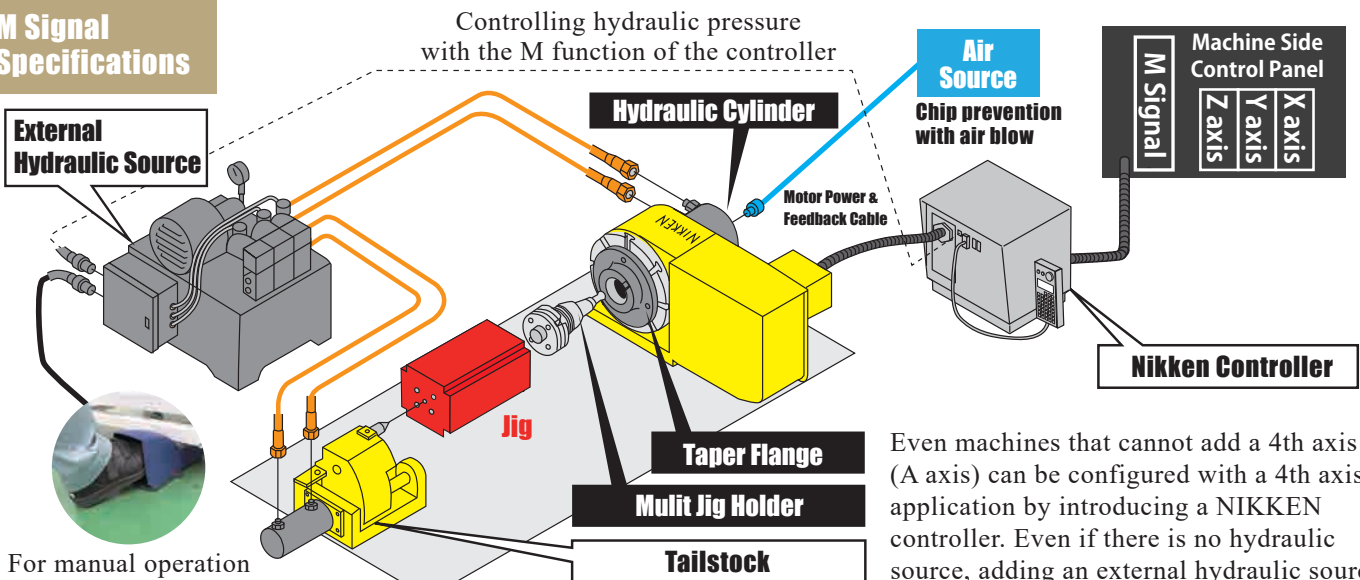 M Signal
Specifications
Controlling hydraulic pressure
with the M function of the controller
External
Hydraulic Source
Hydraulic Cylinder
Air
Source
Chip prevention
with air blow
Motor Power &
Feedback Cable
Machine Side
Control Panel
M Signal
Z axis
Y axis
X axis
NIKKEN
Nikken Controller
Jig
Taper Flange
Mulit Jig Holder
Tailstock
For manual operation
Even machines that cannot add a 4th axis
(A axis) can be configured with a 4th axis
application by introducing a NIKKEN
controller. Even if there is no hydraulic
source, adding an external hydraulic sour